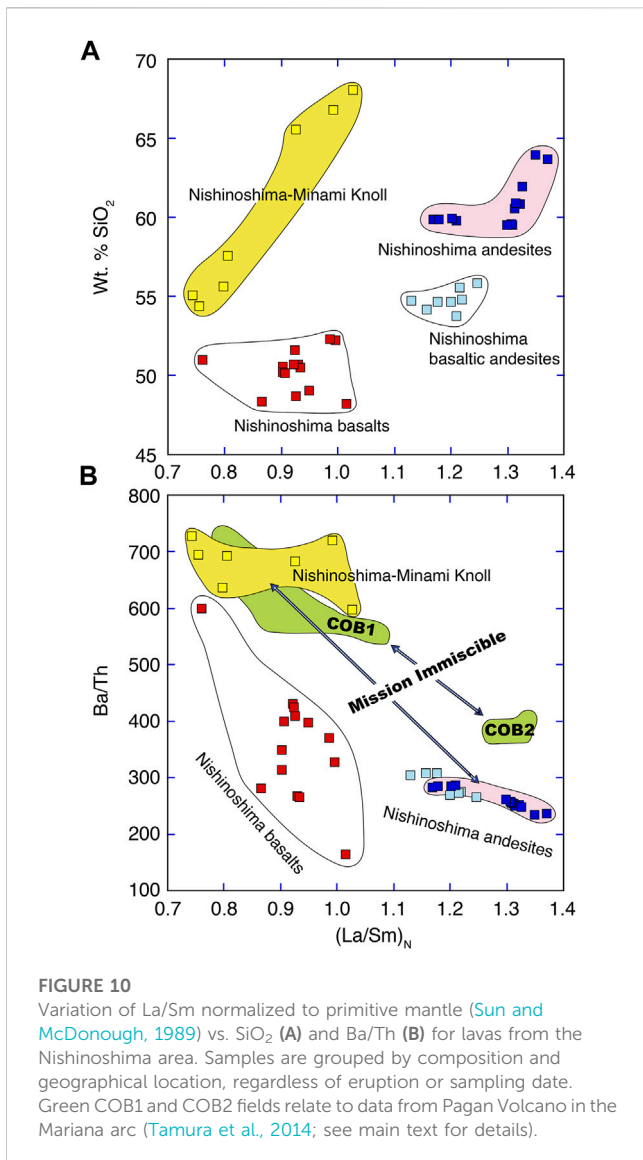 A
70
65
60
55
50
45
Wt. % SiO₂
Nishinoshima-Minami Knoll
Nishinoshima andesites
Nishinoshima
basaltic andesites
Nishinoshima basalts
0.7 0.8 0.9 1.0 1.1 1.2 1.3 1.4
B
800
700
600
500
400
300
200
100
Ba/Th
Nishinoshima-Minami Knoll
COB1
Mission Immiscible
COB2
Nishinoshima basalts
Nishinoshima andesites
0.7 0.8 0.9 1.0 1.1 1.2 1.3 1.4
(La/Sm)N
FIGURE 10
Variation of La/Sm normalized to primitive mantle (Sun and
McDonough, 1989) vs. SiO₂ (A) and Ba/Th (B) for lavas from the
Nishinoshima area. Samples are grouped by composition and
geographical location, regardless of eruption or sampling date.
Green COB1 and COB2 fields relate to data from Pagan Volcano in the
Mariana arc (Tamura et al., 2014; see main text for details).